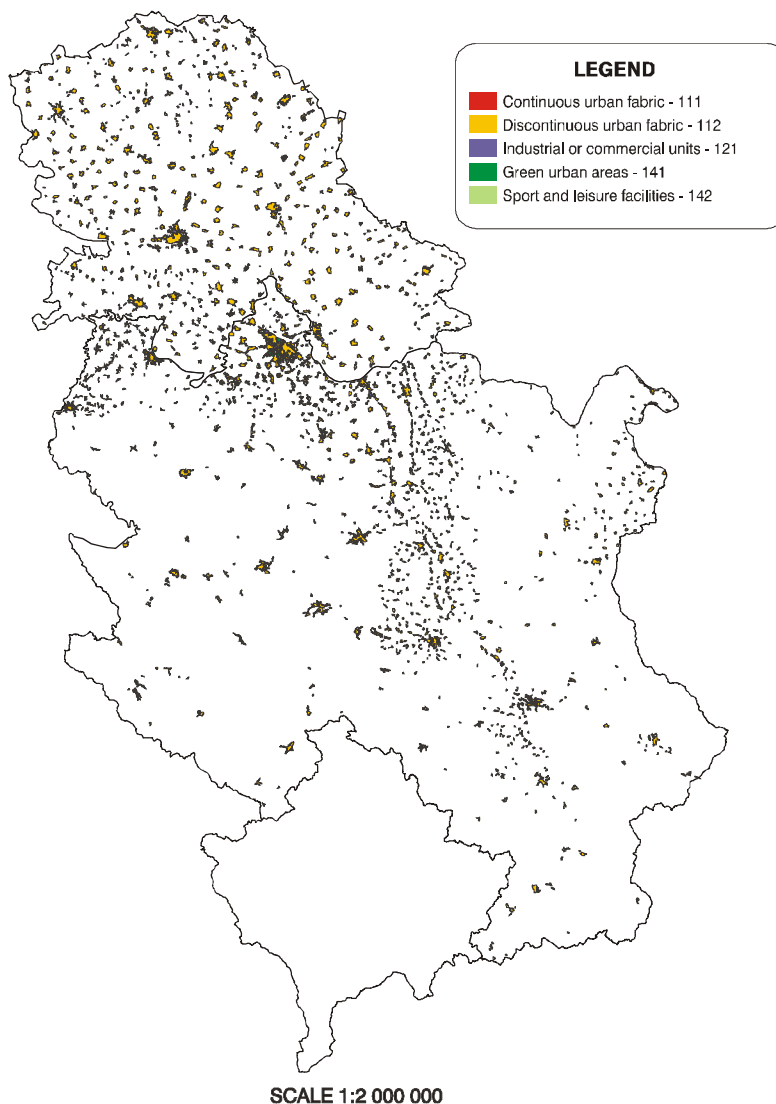 LEGEND
Continuous urban fabric - 111
Discontinuous urban fabric - 112
Industrial or commercial units - 121
Green urban areas - 141
Sport and leisure facilities - 142
SCALE 1:2 000 000